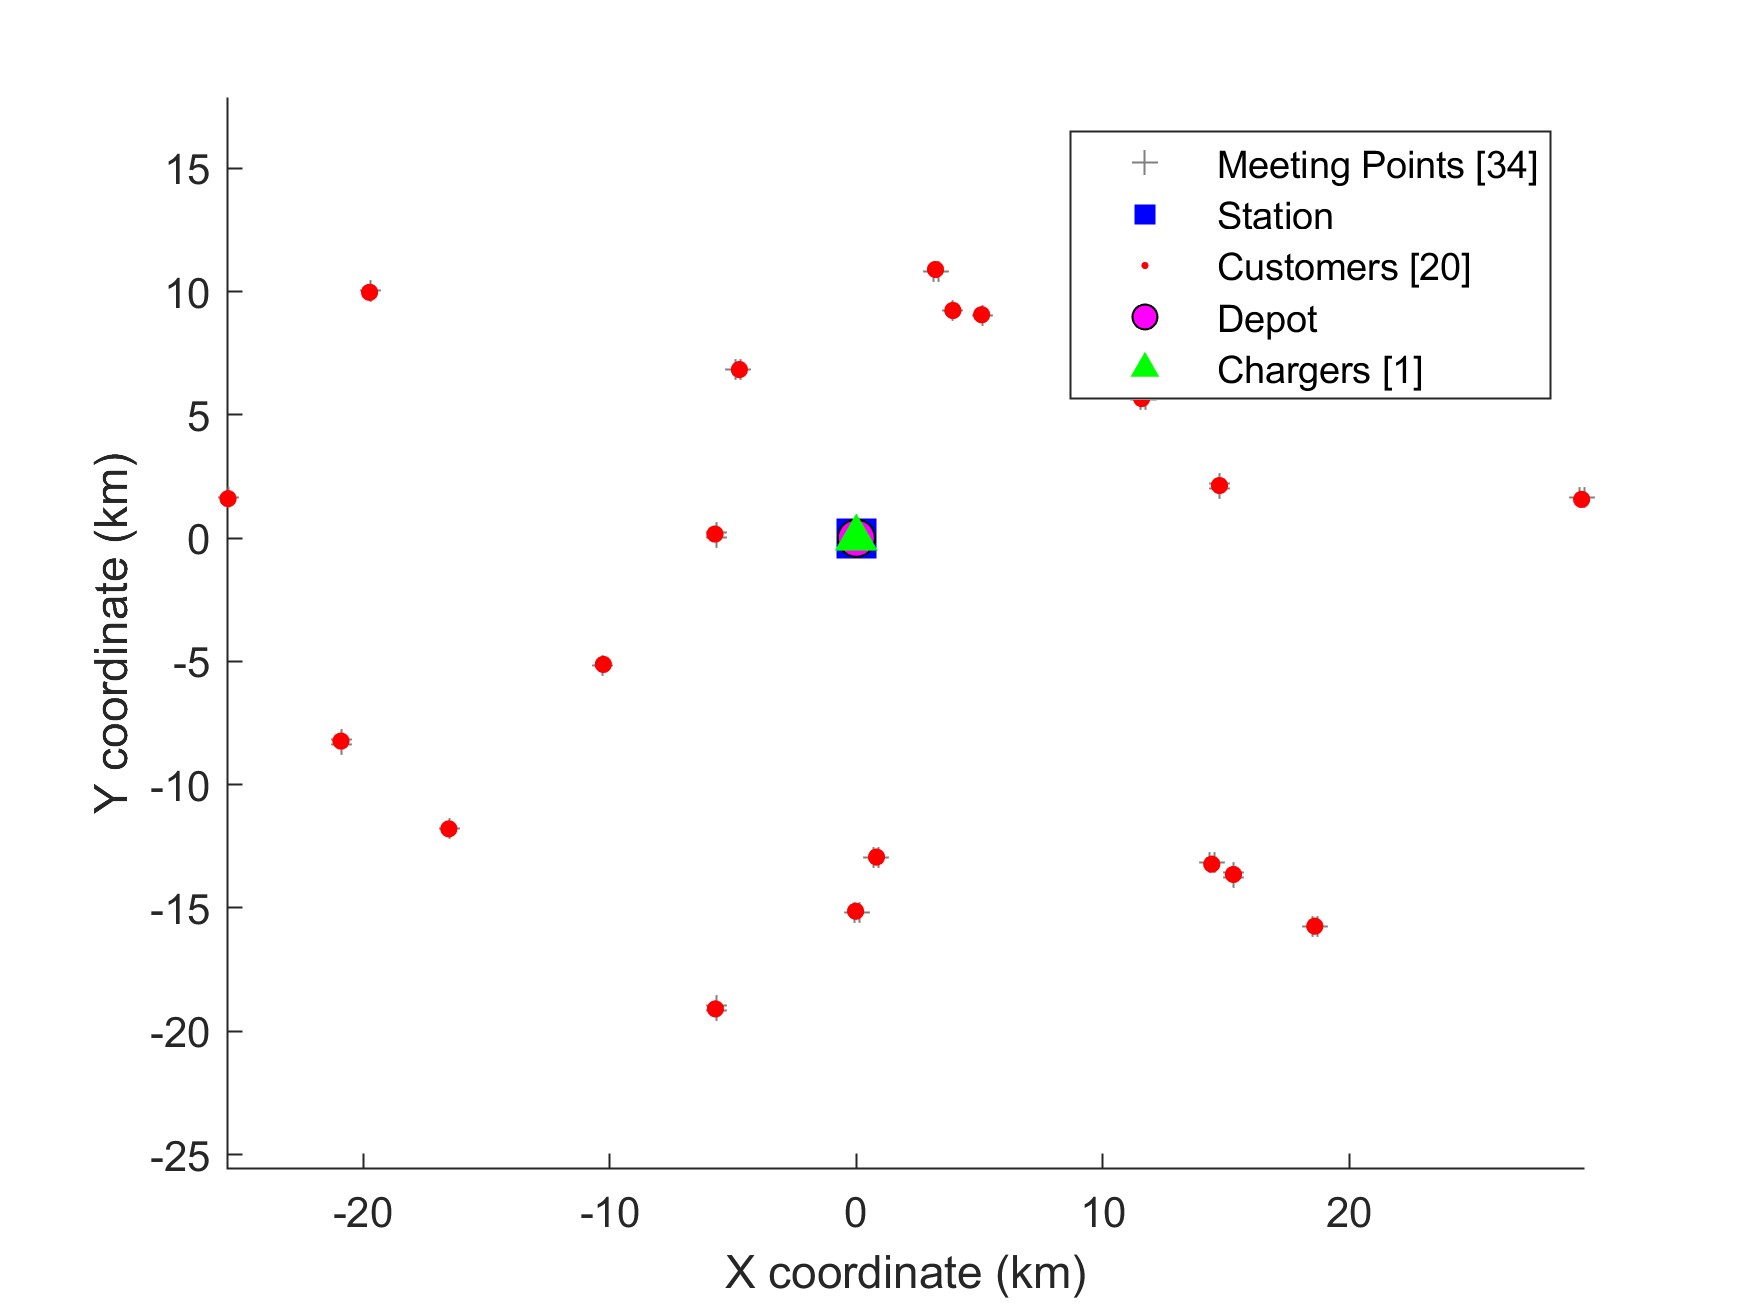 15
10
5
0
-5
-10
-15
-20
-25
Y coordinate (km)
Meeting Points [34]
Station
Customers [20]
Depot
Chargers [1]
-20 -10 0 10 20
X coordinate (km)